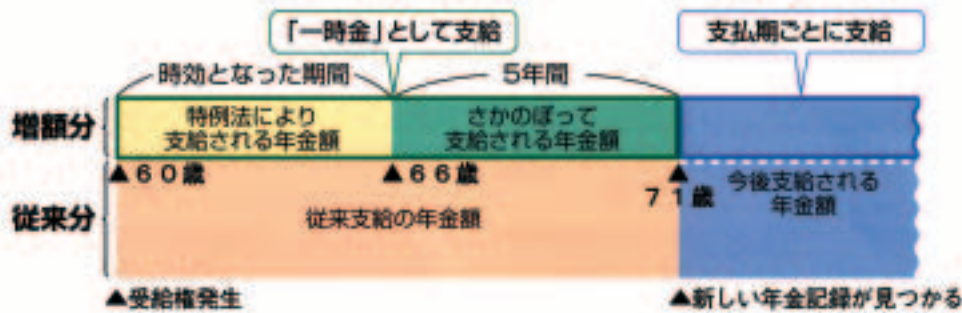 「一時金」として支給
支払期ごとに支給
時効となった期間
5年間
増額分
特例法により
支給される年金額
さかのぼって
支給される年金額
▲60歳
▲66歳
▲
71歳
今後支給される
年金額
従来分
従来支給の年金額
▲受給権発生
▲新しい年金記録が見つかる